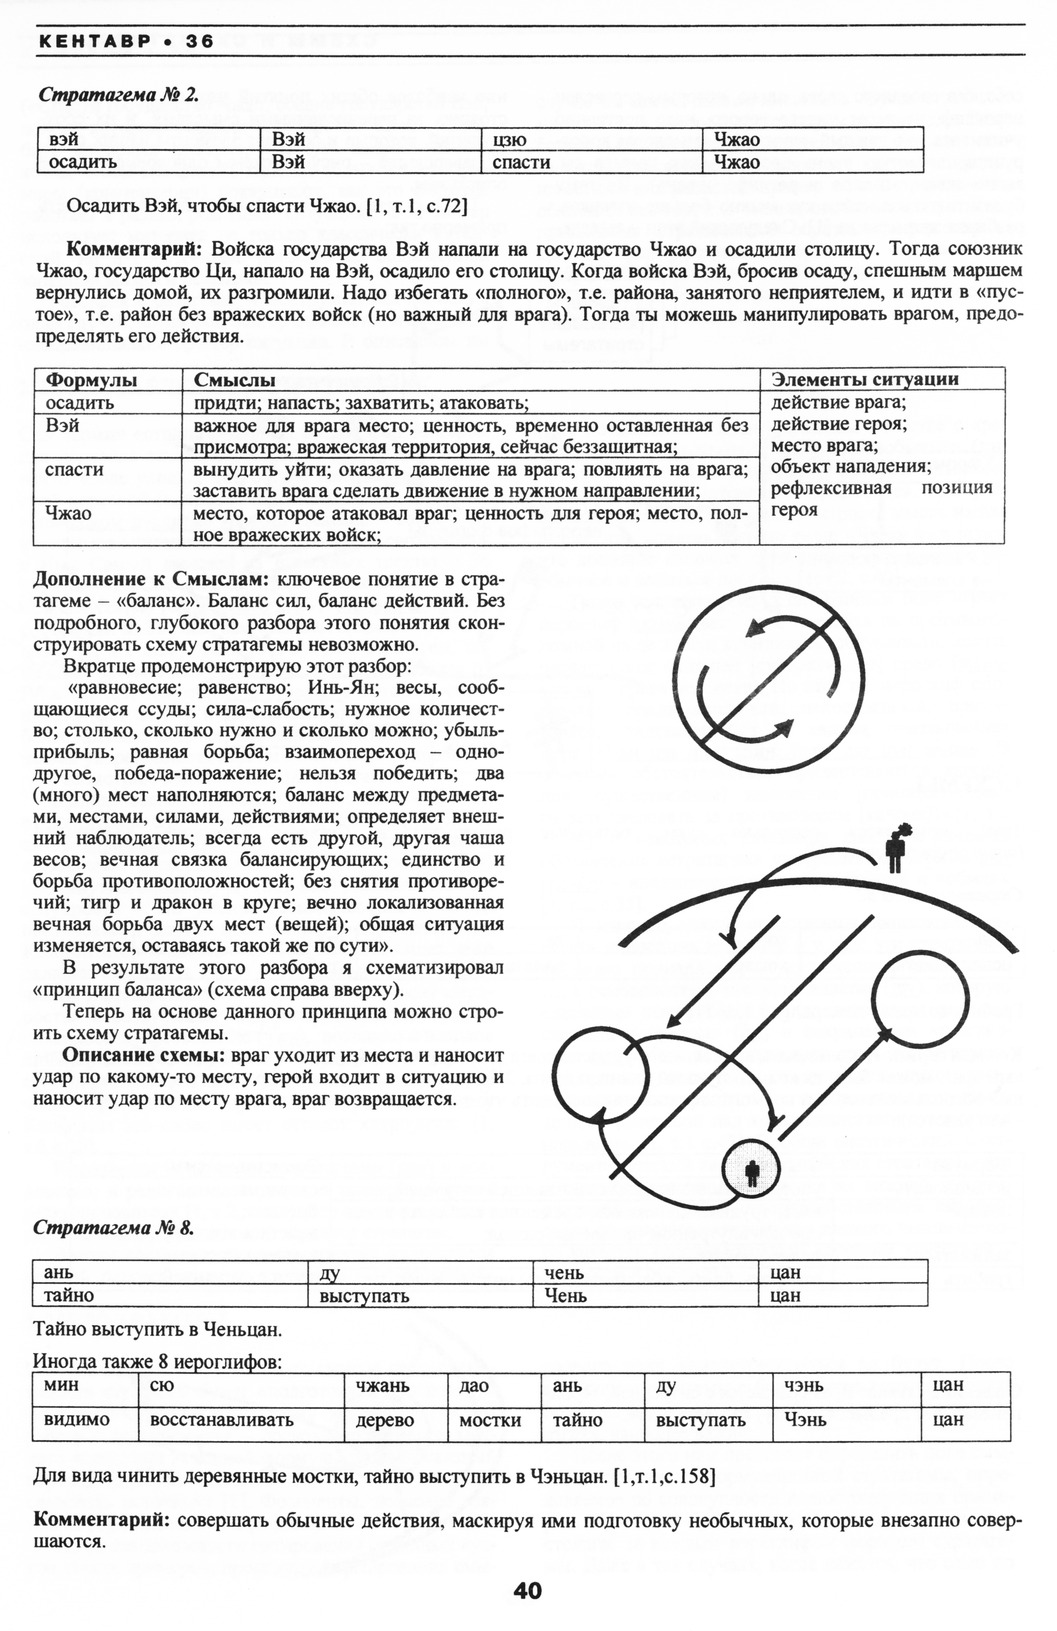 КЕНТАВР • 36
Стратагема № 2.
вэй Вэй цзю Чжао
осадить Вэй спасти Чжао
Осадить Вэй, чтобы спасти Чжао. [1, т.1, с.72]
Комментарий: Войска государства Вэй напали на государство Чжао и осадили столицу. Тогда союзник
Чжао, государство Ци, напало на Вэй, осадило его столицу. Когда войска Вэй, бросив осаду, спешным маршем
вернулись домой, их разгромили. Надо избегать «полного», т.е. района, занятого неприятелем, и идти в «пус-
тое», т.е. район без вражеских войск (но важный для врага). Тогда ты можешь манипулировать врагом, предо-
пределять его действия.
Формулы Смыслы Элементы ситуации
осадить придти; напасть; захватить; атаковать; действие врага;
Вэй важное для врага место; ценность, временно оставленная без действие героя;
присмотра; вражеская территория, сейчас беззащитная; место врага;
спасти вынудить уйти; оказать давление на врага; повлиять на врага; объект нападения;
заставить врага сделать движение в нужном направлении; рефлексивная позиция
Чжао место, которое атаковал враг; ценность для героя; место, пол- героя
ное вражеских войск;
Дополнение к Смыслам: ключевое понятие в стра-
тагеме – «баланс». Баланс сил, баланс действий. Без
подробного, глубокого разбора этого понятия скон-
струировать схему стратагемы невозможно.
Вкратце продемонстрирую этот разбор:
«равновесие; равенство; Инь-Ян; весы, сооб-
щающиеся ссуды; сила-слабость; нужное количест-
во; столько, сколько нужно и сколько можно; убыль-
прибыль; равная борьба; взаимопереход – одно-
другое, победа-поражение; нельзя победить; два
(много) мест наполняются; баланс между предмета-
ми, местами, силами, действиями; определяет внеш-
ний наблюдатель; всегда есть другой, другая чаша
весов; вечная связка балансирующих; единство и
борьба противоположностей; без снятия противоре-
чий; тигр и дракон в круге; вечно локализованная
вечная борьба двух мест (вещей); общая ситуация
изменяется, оставаясь такой же по сути».
В результате этого разбора я схематизировал
«принцип баланса» (схема справа вверху).
Теперь на основе данного принципа можно стро-
ить схему стратагемы.
Описание схемы: враг уходит из места и наносит
удар по какому-то месту, герой входит в ситуацию и
наносит удар по месту врага, враг возвращается.
Стратагема № 8.
ань ду чень цан
тайно выступать Чень цан
Тайно выступить в Ченьцан.
Иногда также 8 иероглифов:
мин сю чжань дао ань ду чэнь цан
видимо восстанавливать дерево мостки тайно выступать Чэнь цан
Для вида чинить деревянные мостки, тайно выступить в Чэньцан. [1,т.1,с.158]
Комментарий: совершать обычные действия, маскируя ими подготовку необычных, которые внезапно совер-
шаются.
40